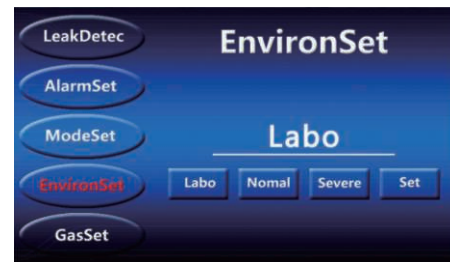 LeakDetec
EnvironSet
AlarmSet
ModeSet
Labo
EnvironSet
Labo Nomal Severe Set
GasSet